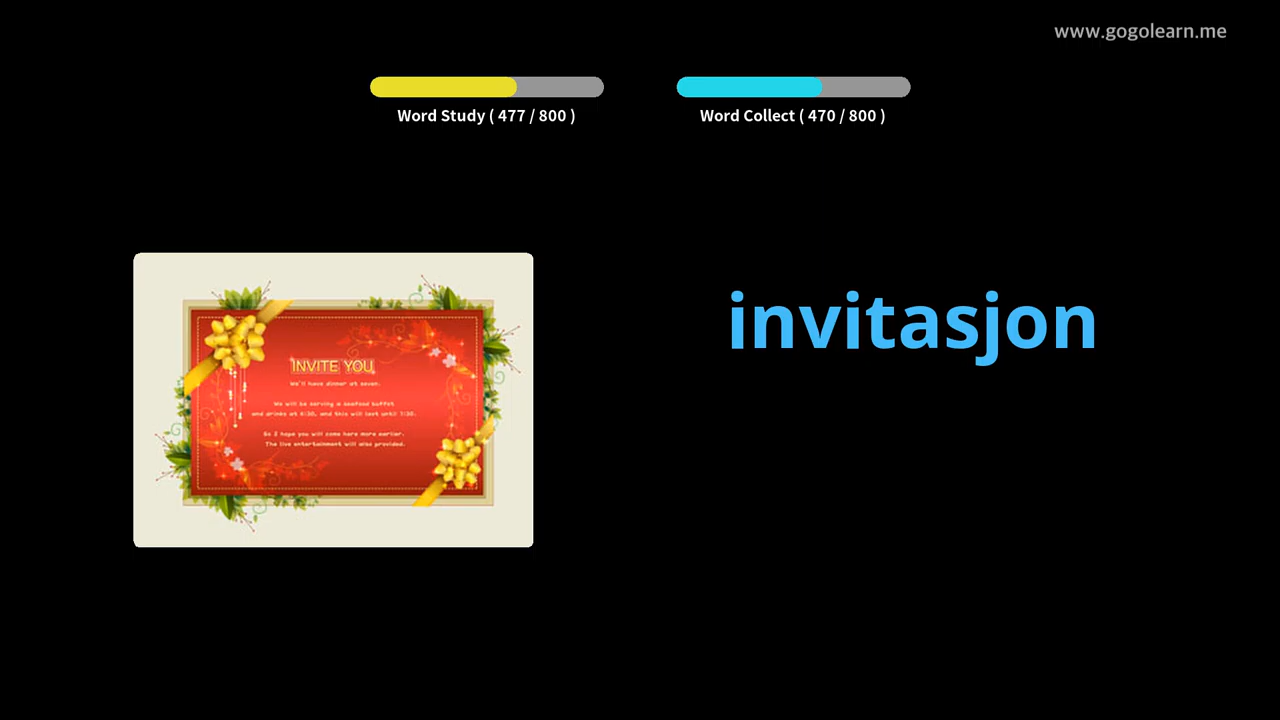 www.gogolearn.me
Word Study ( 477 / 800 )
Word Collect ( 470 / 800 )
invitasjon
INVITE YOU
We'll have dinner at seven.
We will be serving a seafood buffet
and drinks at 6:30, and this will last until 7:30.
So I hope you will come here more earlier.
The live entertainment will also provided.